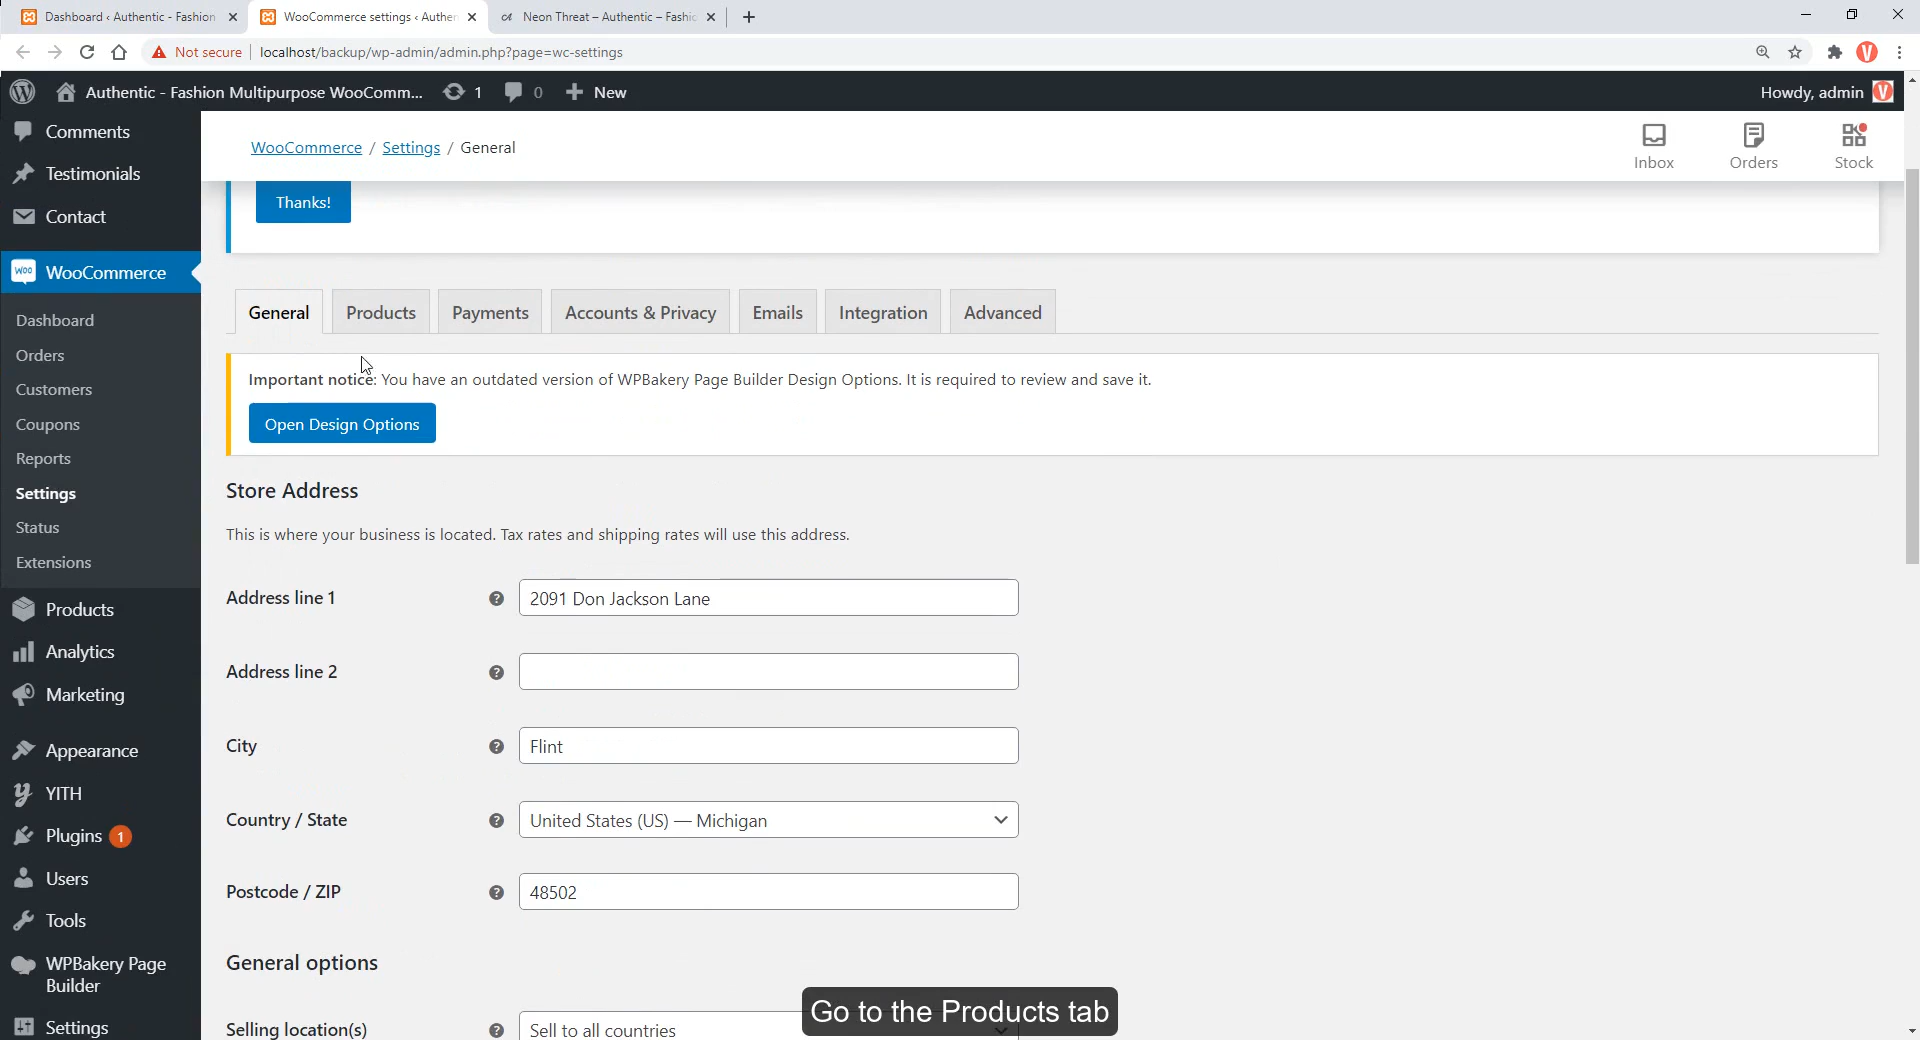 Dashboard ‹ Authentic - Fashion
WooCommerce settings ‹ Authen
Neon Threat – Authentic – Fashio
Not secure
localhost/backup/wp-admin/admin.php?page=wc-settings
Authentic - Fashion Multipurpose WooComm...
1
0
New
Howdy, admin
Comments
Testimonials
Contact
WooCommerce
Dashboard
Orders
Customers
Coupons
Reports
Settings
Status
Extensions
Products
Analytics
Marketing
Appearance
YITH
Plugins 1
Users
Tools
WPBakery Page
Builder
Settings
WooCommerce / Settings / General
Inbox
Orders
Stock
Thanks!
General
Products
Payments
Accounts & Privacy
Emails
Integration
Advanced
Important notice: You have an outdated version of WPBakery Page Builder Design Options. It is required to review and save it.
Open Design Options
Store Address
This is where your business is located. Tax rates and shipping rates will use this address.
Address line 1
2091 Don Jackson Lane
Address line 2
City
Flint
Country / State
United States (US) — Michigan
Postcode / ZIP
48502
General options
Selling location(s)
Sell to all countries
Go to the Products tab